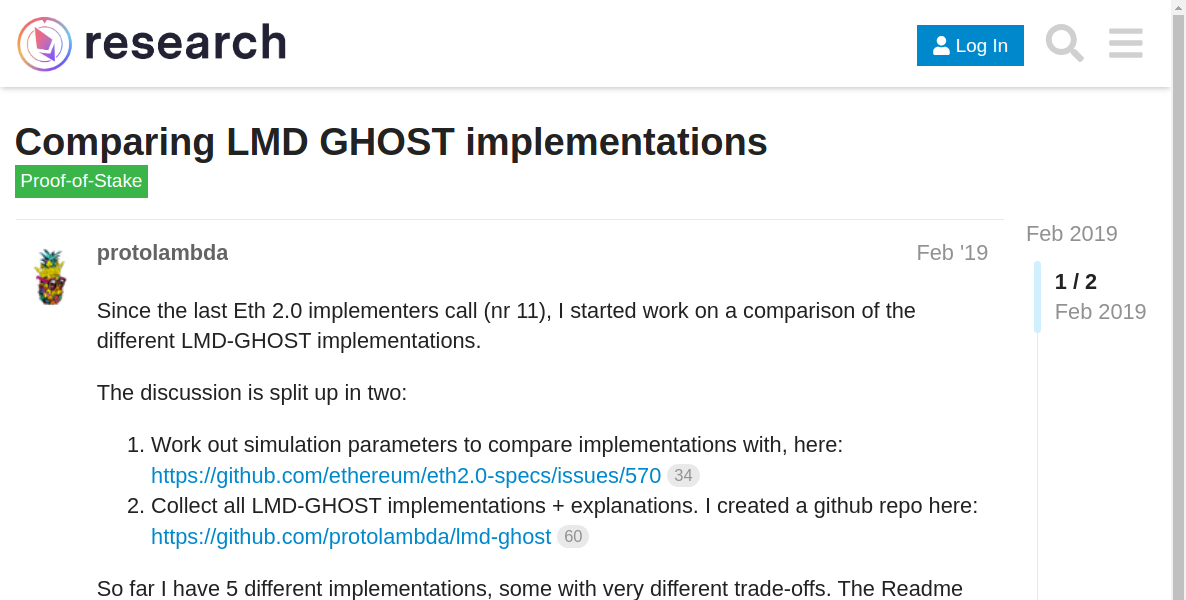 research
Log In
Comparing LMD GHOST implementations
Proof-of-Stake
Feb 2019
protolambda
Feb '19
1 / 2
Feb 2019
Since the last Eth 2.0 implementers call (nr 11), I started work on a comparison of the
different LMD-GHOST implementations.
The discussion is split up in two:
1. Work out simulation parameters to compare implementations with, here:
https://github.com/ethereum/eth2.0-specs/issues/570 34
2. Collect all LMD-GHOST implementations + explanations. I created a github repo here:
https://github.com/protolambda/lmd-ghost 60
So far I have 5 different implementations, some with very different trade-offs. The Readme